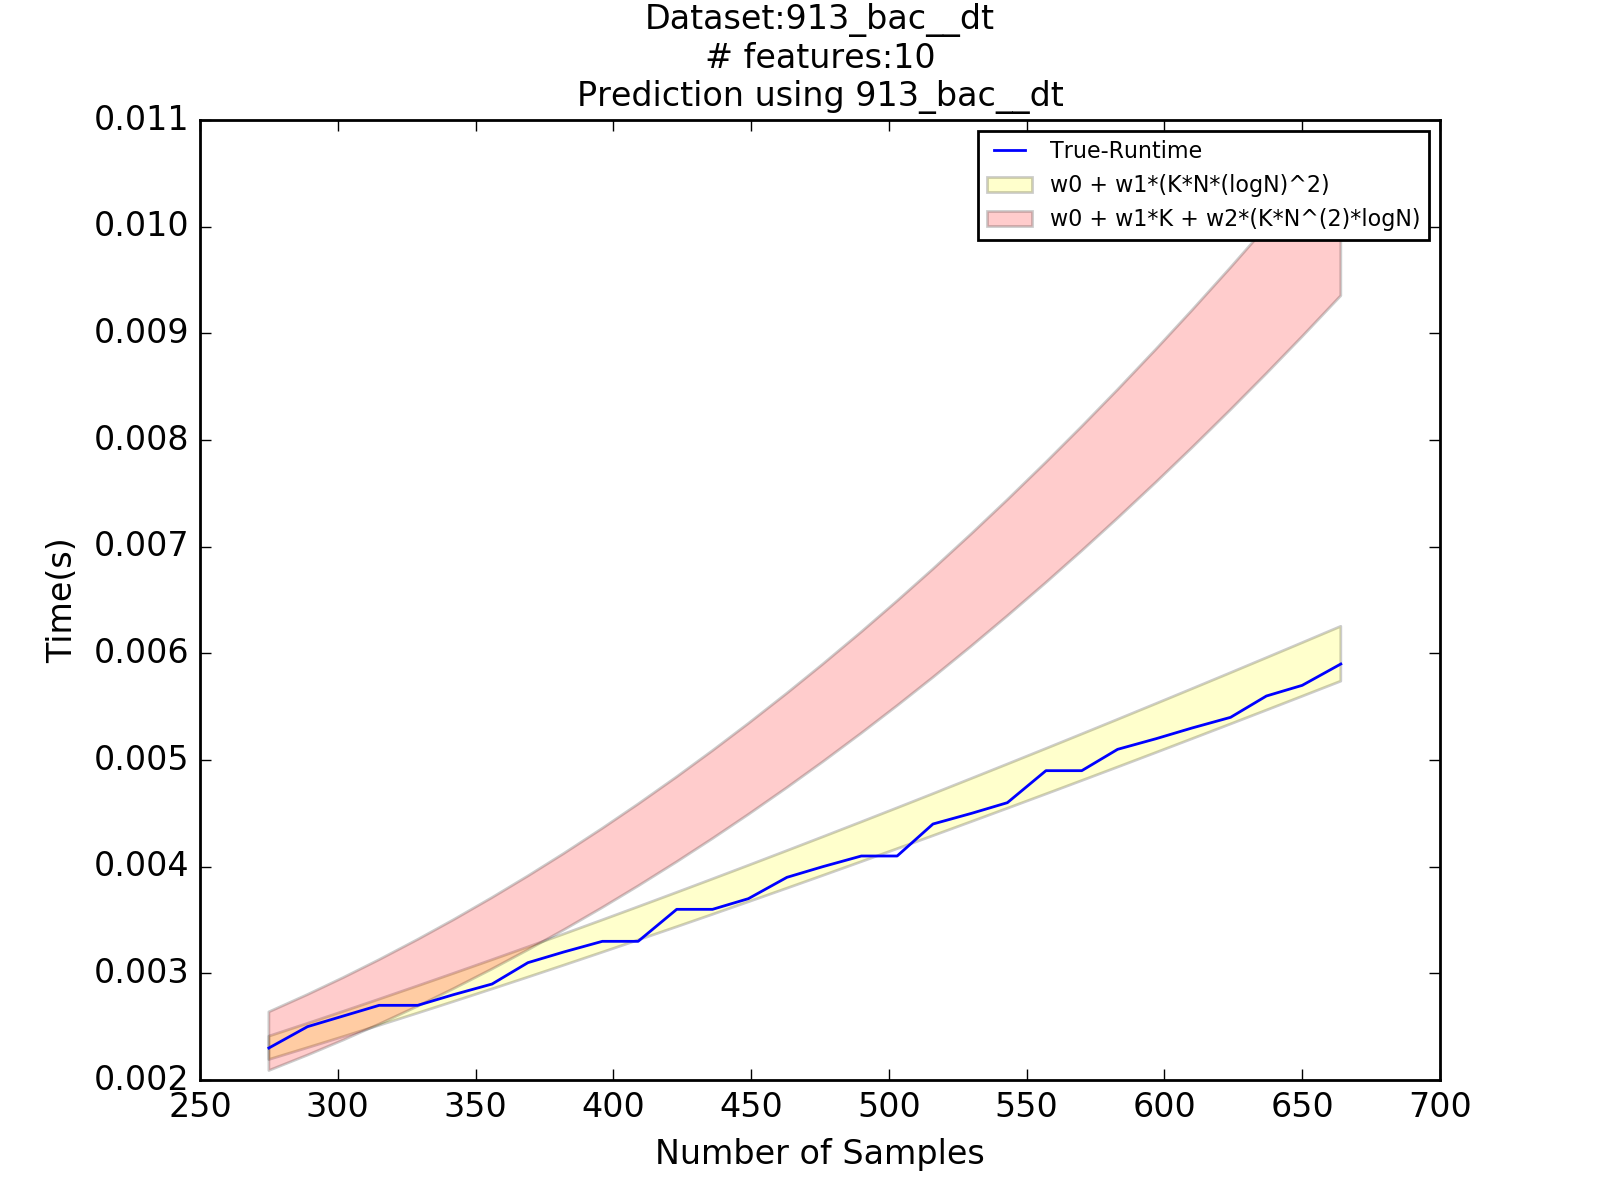 Dataset:913_bac__dt
# features:10
Prediction using 913_bac__dt
0.011
0.010
0.009
0.008
0.007
0.006
0.005
0.004
0.003
0.002
Time(s)
True-Runtime
w0 + w1*(K*N*(logN)^2)
w0 + w1*K + w2*(K*N^(2)*logN)
250 300 350 400 450 500 550 600 650 700
Number of Samples